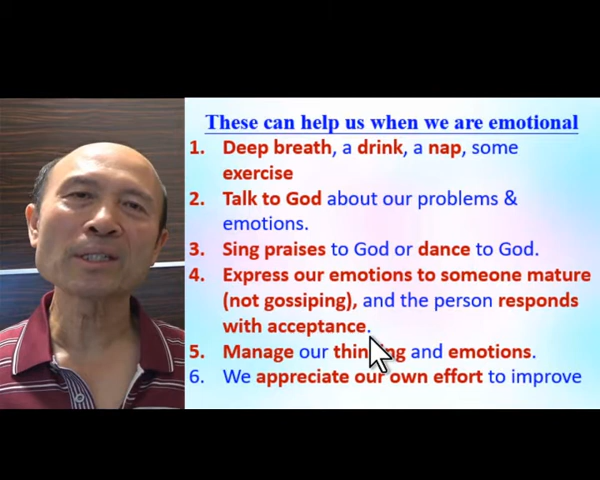 These can help us when we are emotional
1. Deep breath, a drink, a nap, some
exercise
2. Talk to God about our problems &
emotions.
3. Sing praises to God or dance to God.
4. Express our emotions to someone mature
(not gossiping), and the person responds
with acceptance.
5. Manage our thinking and emotions.
6. We appreciate our own effort to improve